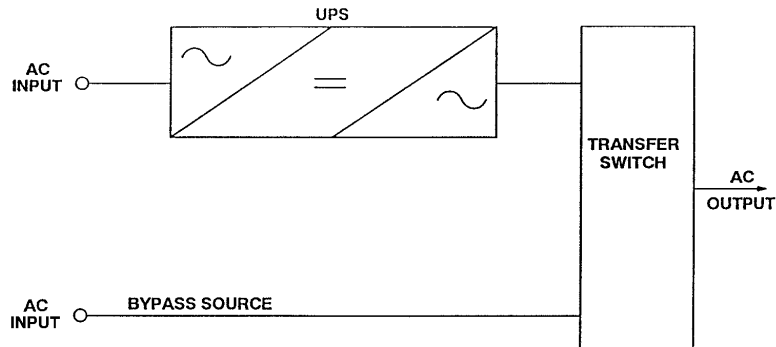 UPS
AC
INPUT
TRANSFER
SWITCH
AC
OUTPUT
AC
INPUT
BYPASS SOURCE